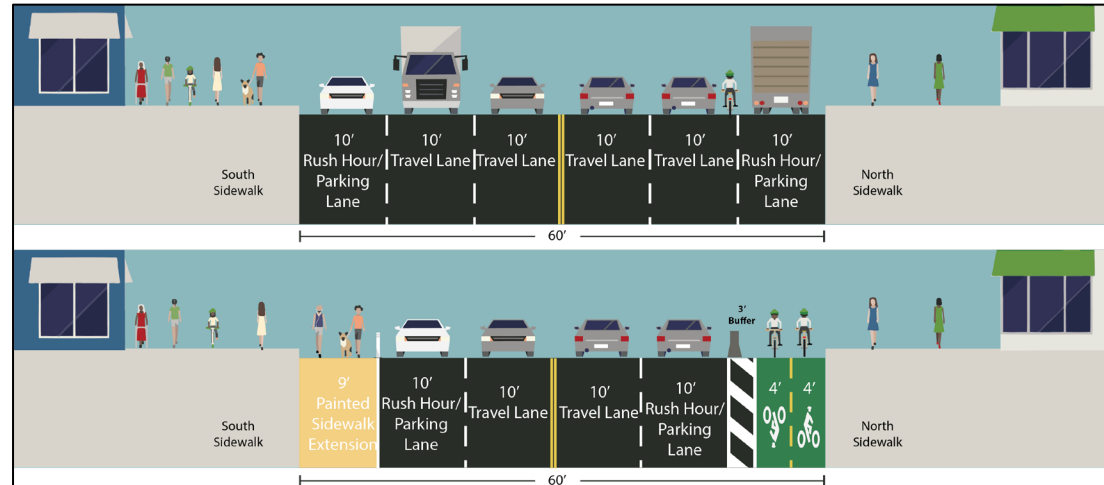 10'
Rush Hour/
Parking
Lane
10'
Travel Lane
10'
Travel Lane
10'
Travel Lane
10'
Travel Lane
10'
Rush Hour/
Parking
Lane
South
Sidewalk
North
Sidewalk
60'
3'
Buffer
9'
Painted
Sidewalk
Extension
10'
Rush Hour/
Parking
Lane
10'
Travel Lane
10'
Travel Lane
10'
Rush Hour/
Parking
Lane
4'
4'
South
Sidewalk
North
Sidewalk
60'